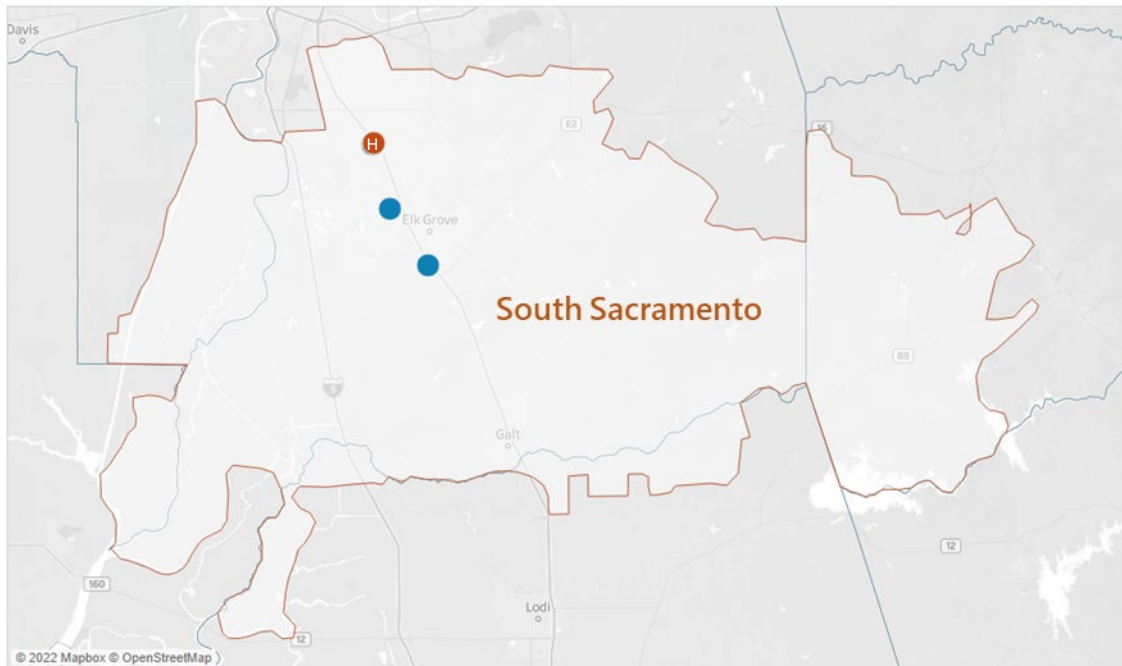 Davis
16
E2
H
Elk Grove
South Sacramento
88
5
Galt
12
160
Lodi
12
© 2022 Mapbox © OpenStreetMap